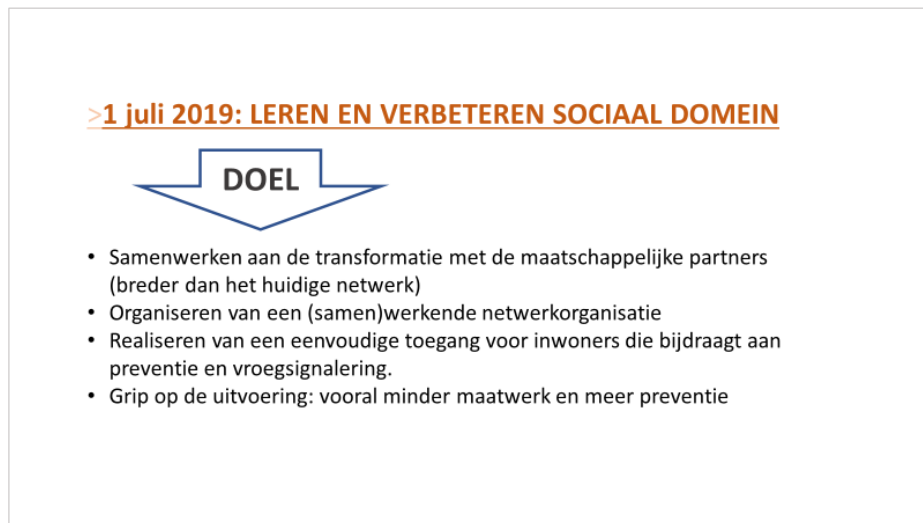 >1 juli 2019: LEREN EN VERBETEREN SOCIAAL DOMEIN
DOEL
• Samenwerken aan de transformatie met de maatschappelijke partners
(breder dan het huidige netwerk)
• Organiseren van een (samen)werkende netwerkorganisatie
• Realiseren van een eenvoudige toegang voor inwoners die bijdraagt aan
preventie en vroegsignalering.
• Grip op de uitvoering: vooral minder maatwerk en meer preventie